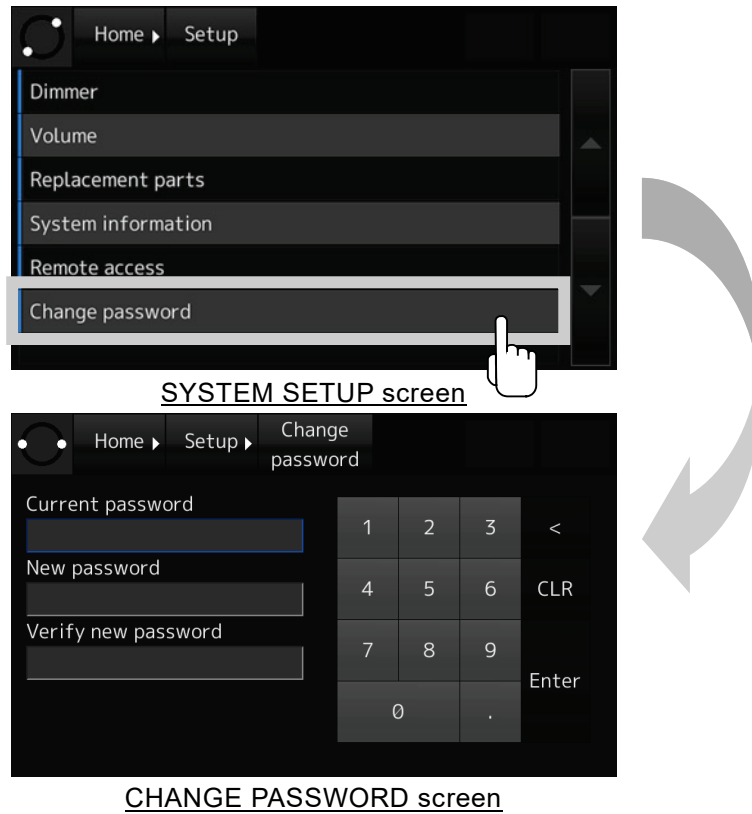 Home Setup
Dimmer
Volume
Replacement parts
System information
Remote access
Change password
SYSTEM SETUP screen
Home Setup Change
password
Current password
New password
Verify new password
1 2 3 <
4 5 6 CLR
7 8 9
Enter
0 .
CHANGE PASSWORD screen